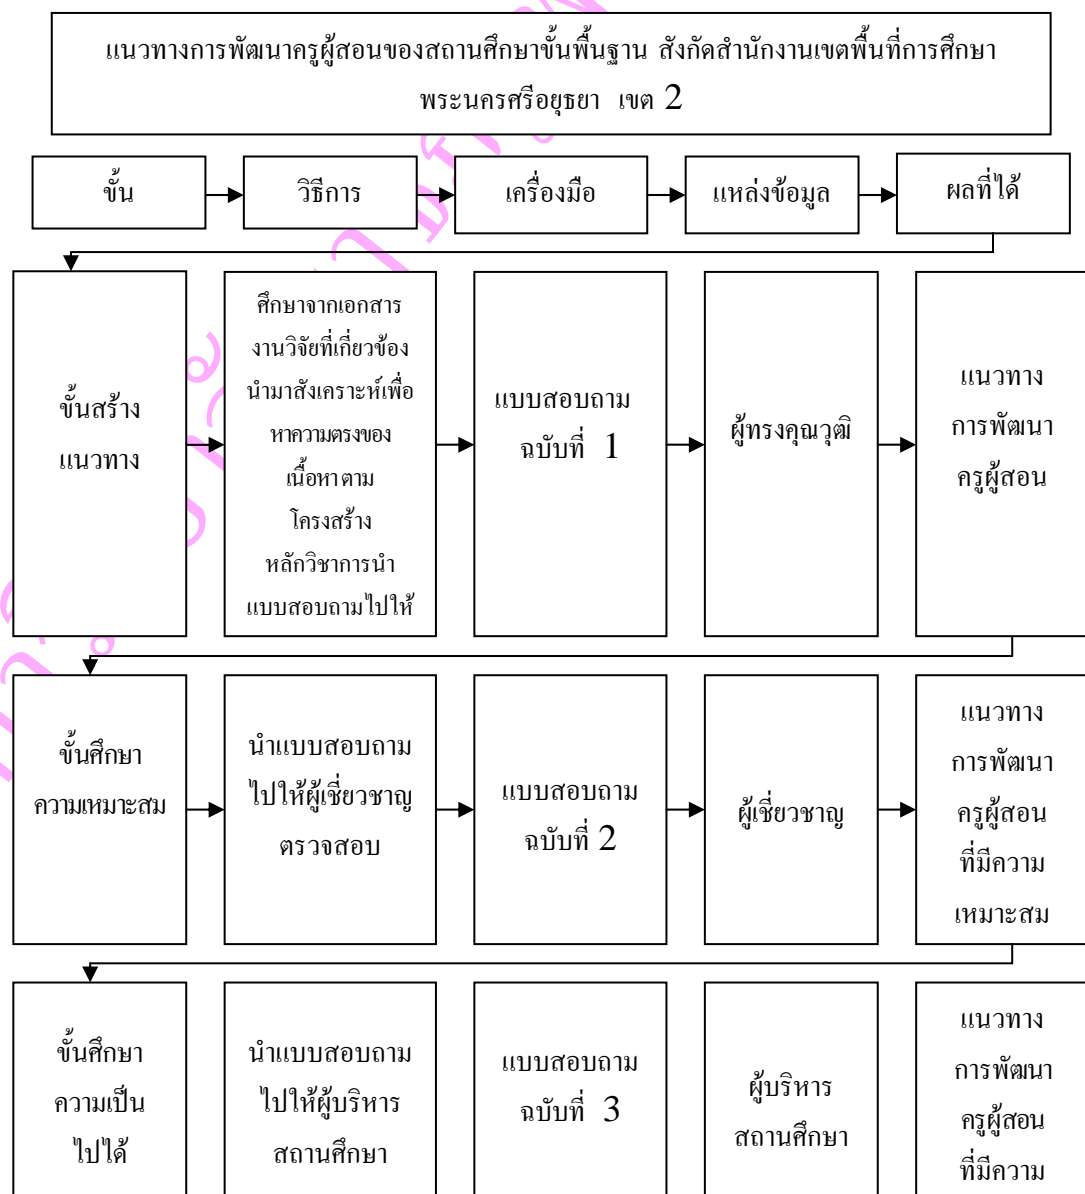 แนวทางการพัฒนาครูผู้สอนของสถานศึกษาขั้นพื้นฐาน สังกัดสำนักงานเขตพื้นที่การศึกษา
พระนครศรีอยุธยา เขต 2
ขั้น
วิธีการ
เครื่องมือ
แหล่งข้อมูล
ผลที่ได้
ขั้นสร้าง
แนวทาง
ศึกษาจากเอกสาร
งานวิจัยที่เกี่ยวข้อง
นำมาสังเคราะห์เพื่อ
หาความตรงของ
เนื้อหา ตาม
โครงสร้าง
หลักวิชาการนำ
แบบสอบถามไปให้
แบบสอบถาม
ฉบับที่ 1
ผู้ทรงคุณวุฒิ
แนวทาง
การพัฒนา
ครูผู้สอน
ขั้นศึกษา
ความเหมาะสม
นำแบบสอบถาม
ไปให้ผู้เชี่ยวชาญ
ตรวจสอบ
แบบสอบถาม
ฉบับที่ 2
ผู้เชี่ยวชาญ
แนวทาง
การพัฒนา
ครูผู้สอน
ที่มีความ
เหมาะสม
ขั้นศึกษา
ความเป็น
ไปได้
นำแบบสอบถาม
ไปให้ผู้บริหาร
สถานศึกษา
แบบสอบถาม
ฉบับที่ 3
ผู้บริหาร
สถานศึกษา
แนวทาง
การพัฒนา
ครูผู้สอน
ที่มีความ